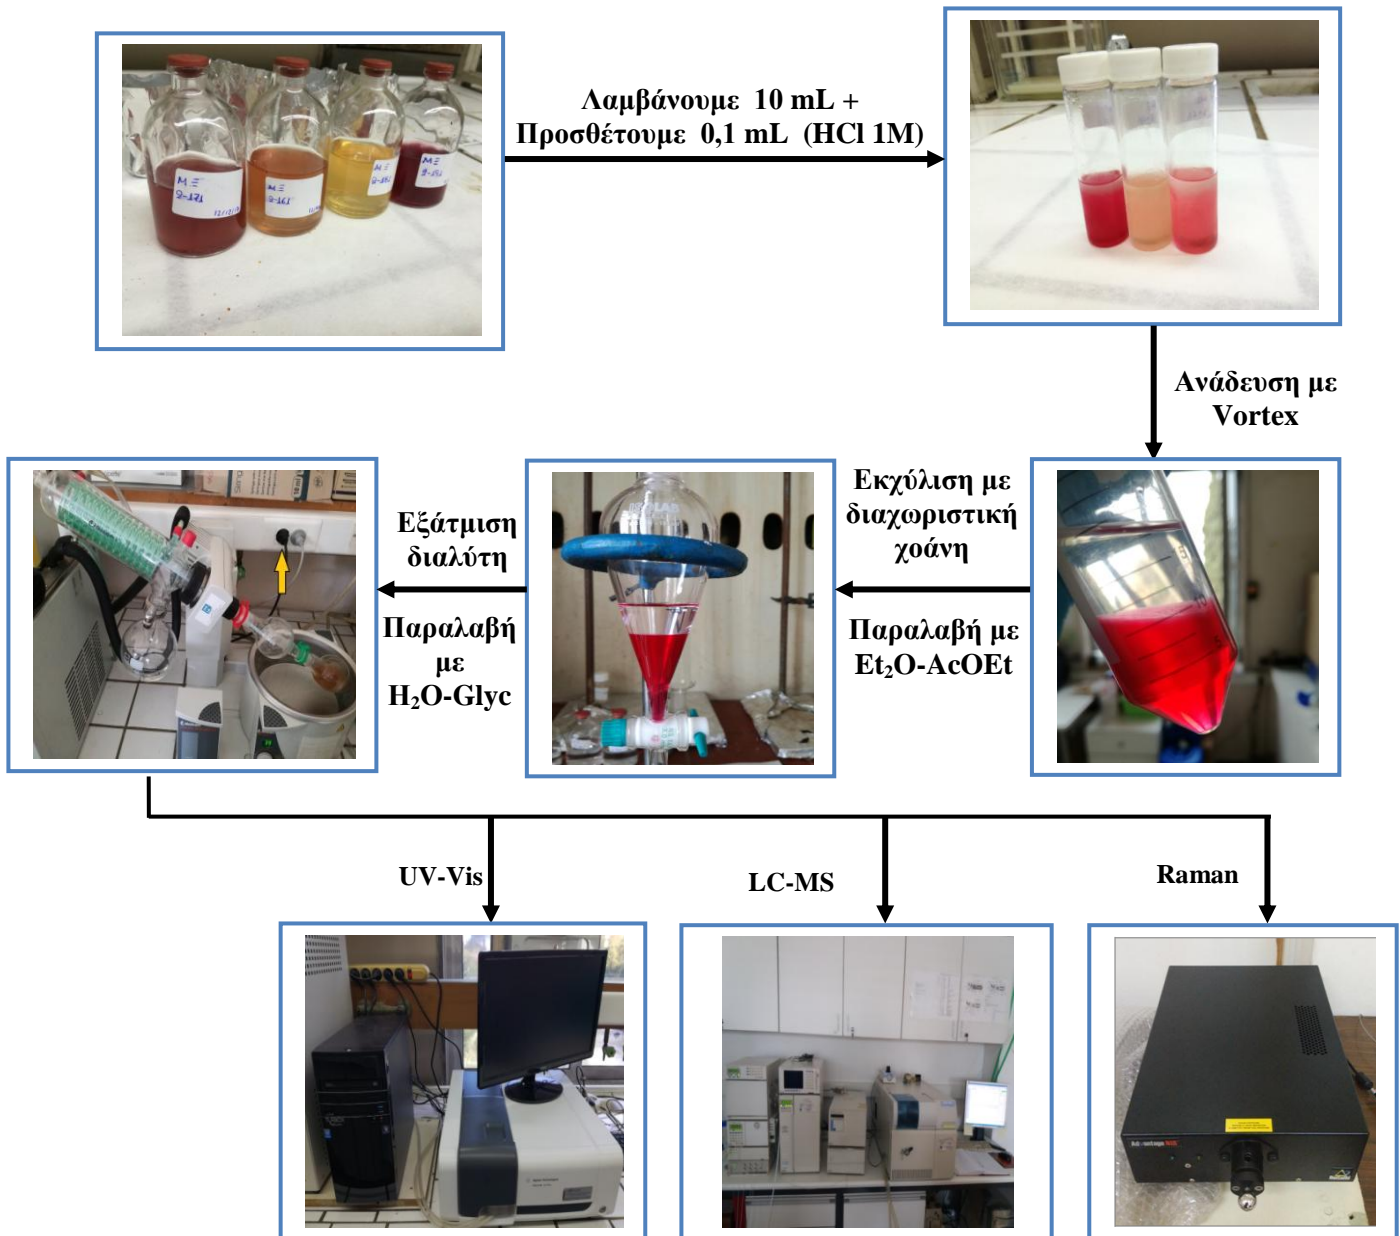 Λαμβάνουμε 10 mL +
Προσθέτουμε 0,1 mL (HCl 1M)
Ανάδευση με
Vortex
Εκχύλιση με
διαχωριστική
χοάνη
Παραλαβή με
Et₂O-AcOEt
Εξάτμιση
διαλύτη
Παραλαβή
με
H₂O-Glyc
UV-Vis
LC-MS
Raman